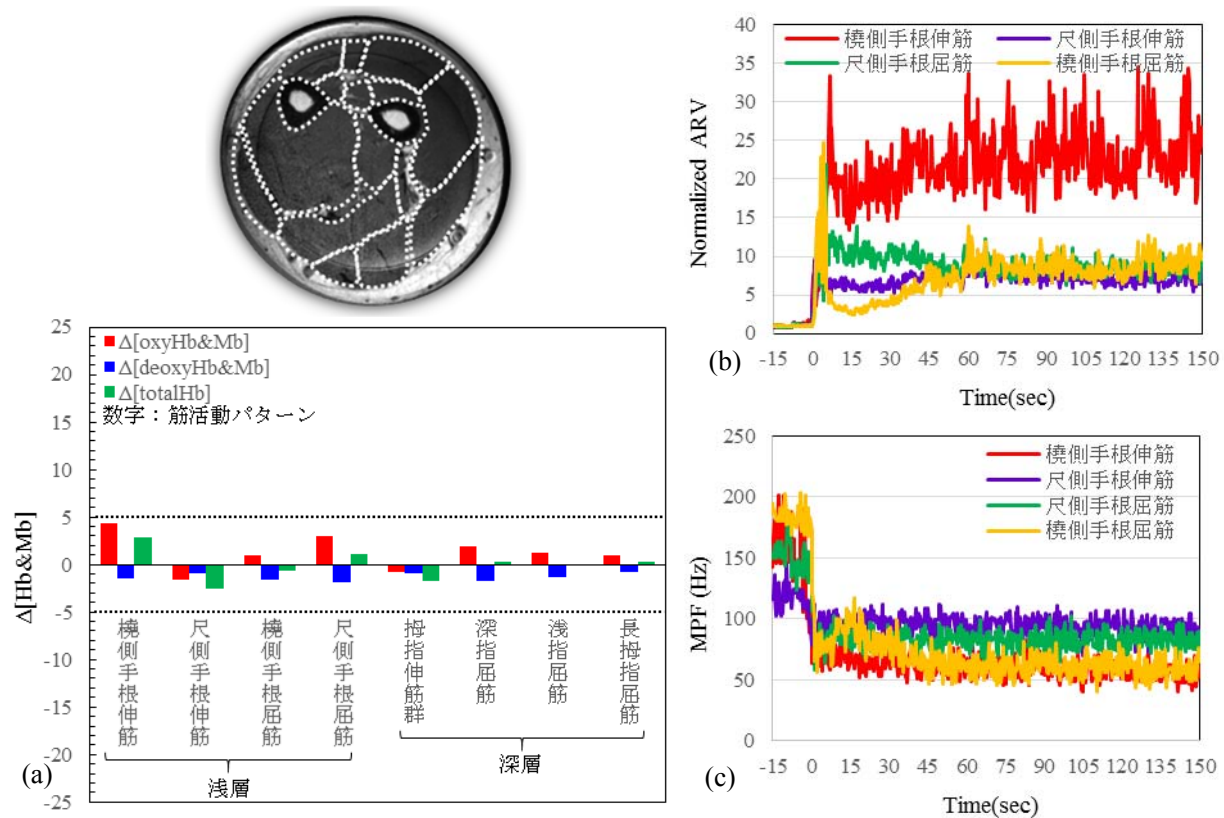 25
20
15
10
5
0
-5
-10
-15
-20
-25
Δ[Hb&Mb]
Δ[oxyHb&Mb]
Δ[deoxyHb&Mb]
Δ[totalHb]
数字：筋活動パターン
橈側手根伸筋
尺側手根伸筋
橈側手根屈筋
尺側手根屈筋
拇指伸筋群
深指屈筋
浅指屈筋
長拇指屈筋
浅層
深層
(a)
40
35
30
25
20
15
10
5
0
Normalized ARV
橈側手根伸筋 尺側手根伸筋
尺側手根屈筋 橈側手根屈筋
-15 0 15 30 45 60 75 90 105 120 135 150
Time(sec)
(b)
250
200
150
100
50
0
MPF (Hz)
橈側手根伸筋
尺側手根伸筋
尺側手根屈筋
橈側手根屈筋
-15 0 15 30 45 60 75 90 105 120 135 150
Time(sec)
(c)